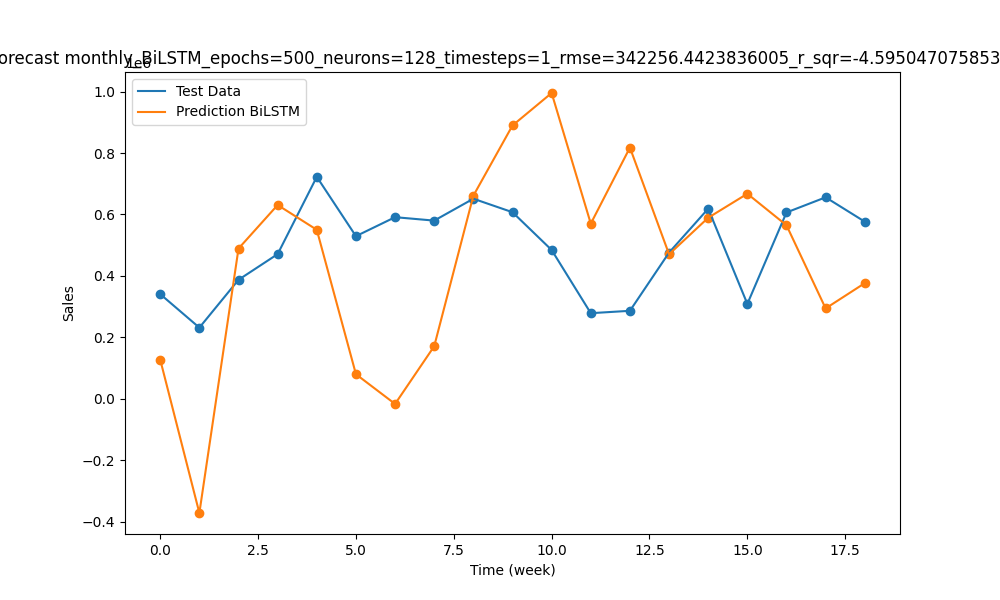 orecast monthly_BiLSTM_epochs=500_neurons=128_timesteps=1_rmse=342256.4423836005_r_sqr=-4.595047075853
1e6
Test Data
Prediction BiLSTM
1.0
0.8
0.6
0.4
0.2
0.0
−0.2
−0.4
Sales
0.0 2.5 5.0 7.5 10.0 12.5 15.0 17.5
Time (week)